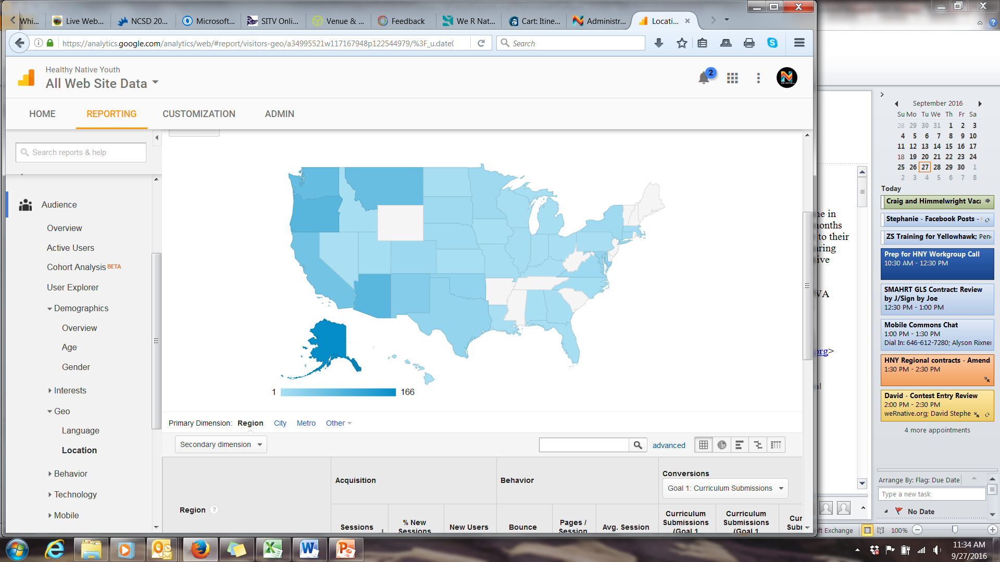 Whi...
Live Web...
NCSD 20...
Microsoft...
SITV Onli...
Venue & ...
Feedback
We R Nat...
Cart: Itine...
Administr...
Locati...
https://analytics.google.com/analytics/web/#report/visitors-geo/a34995521w117167948p122544979/%3F_u.date
Search
Healthy Native Youth
All Web Site Data
2
HOME
REPORTING
CUSTOMIZATION
ADMIN
Search reports & help
Audience
Overview
Active Users
Cohort Analysis BETA
User Explorer
Demographics
Overview
Age
Gender
Interests
Geo
Language
Location
Behavior
Technology
Mobile
1
166
Primary Dimension: Region City Metro Other
Secondary dimension
advanced
Region ?
Acquisition
Behavior
Conversions
Goal 1: Curriculum Submissions
Sessions
% New
Sessions
New Users
Bounce
Pages /
Session
Avg. Session
Curriculum
Submissions
(Goal 1
Curriculum
Submissions
(Goal 1
Cur
Subn
ne in
nonths
to their
aring
ive
VA
org>
al
September 2016
Su Mo Tu We Th Fr Sa
28 29 30 31 1 2 3
4 5 6 7 8 9 10
11 12 13 14 15 16 17
18 19 20 21 22 23 24
25 26 27 28 29 30 1
2 3 4 5 6 7 8
Today
Craig and Himmelwright Vaca
Stephanie - Facebook Posts -
ZS Training for Yellowhawk; Pen
Prep for HNY Workgroup Call
10:30 AM - 12:30 PM
SMAHRT GLS Contract: Review
by J/Sign by Joe
12:30 PM - 1:00 PM
Mobile Commons Chat
1:00 PM - 1:30 PM
Dial In: 646-612-7280; Alyson Rixner
HNY Regional contracts - Amend
1:30 PM - 2:30 PM
David - Contest Entry Review
2:00 PM - 2:30 PM
weRnative.org; David Stephe
4 more appointments
Arrange By: Flag: Due Date
Type a new task
No Date
ft Exchange
100%
11:34 AM
9/27/2016